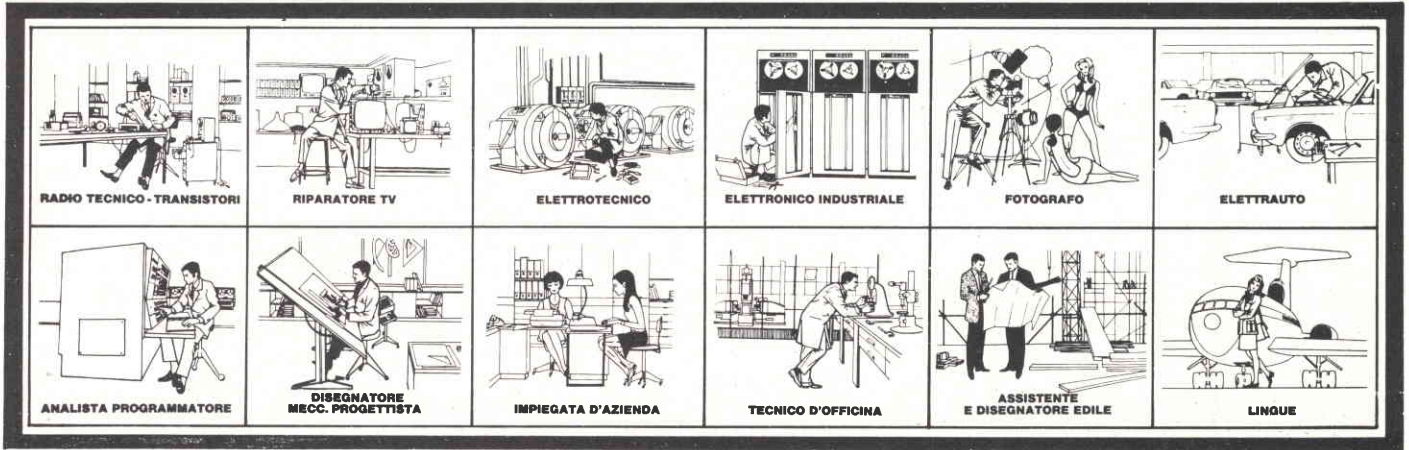 RADIO TECNICO - TRANSISTORI
RIPARATORE TV
ELETTROTECNICO
ELETTRONICO INDUSTRIALE
FOTOGRAFO
ELETTRAUTO
ANALISTA PROGRAMMATORE
DISEGNATORE
MECC. PROGETTISTA
IMPIEGATA D'AZIENDA
TECNICO D'OFFICINA
ASSISTENTE
E DISEGNATORE EDILE
LINGUE